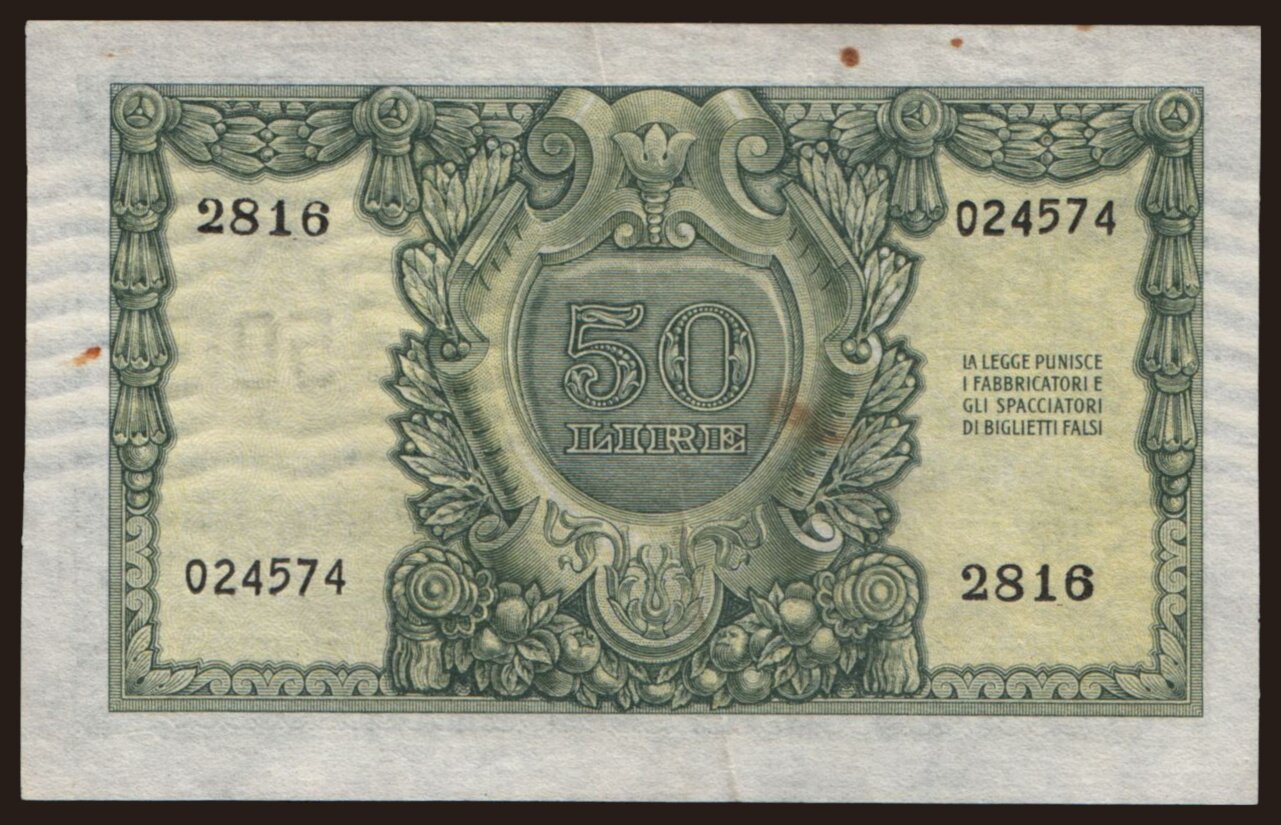 2816
024574
50
LIRE
LA LEGGE PUNISCE
I FABBRICATORI E
GLI SPACCIATORI
DI BIGLIETTI FALSI
024574
2816